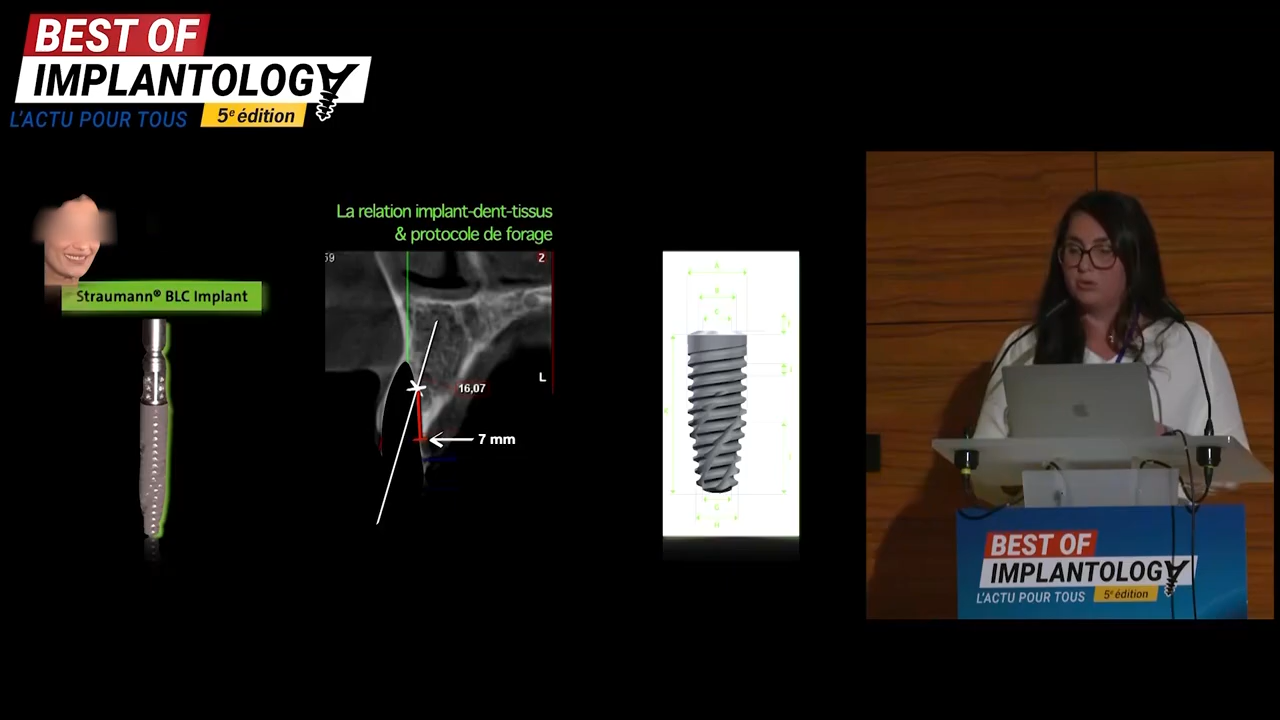 BEST OF
IMPLANTOLOGY
L'ACTU POUR TOUS
5e édition
La relation implant-dent-tissus
& protocole de forage
Straumann® BLC Implant
59
2
L
16,07
7 mm
A
B
C
G
H
BEST OF
IMPLANTOLOGY
L'ACTU POUR TOUS
5e édition